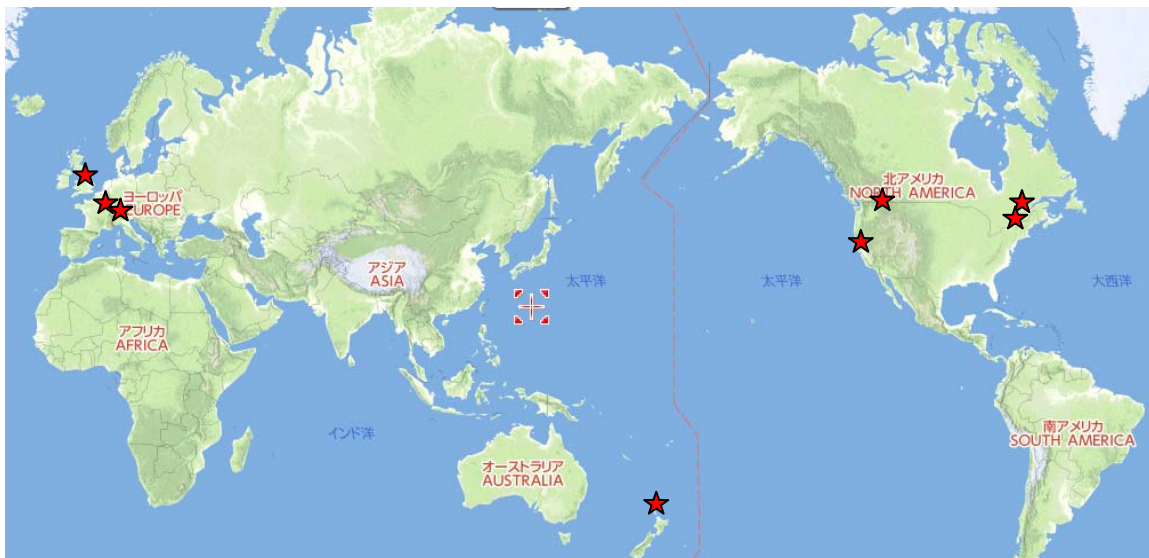 ヨーロッパ
EUROPE
北アメリカ
NORTH AMERICA
アジア
ASIA
太平洋
太平洋
大西洋
アフリカ
AFRICA
インド洋
南アメリカ
SOUTH AMERICA
オーストラリア
AUSTRALIA